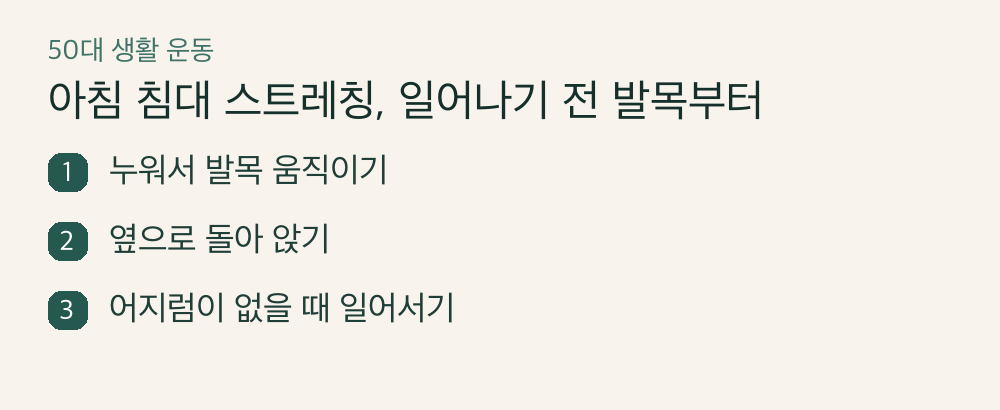 50대 생활 운동
아침 침대 스트레칭, 일어나기 전 발목부터
1 누워서 발목 움직이기
2 옆으로 돌아 앉기
3 어지럼이 없을 때 일어서기